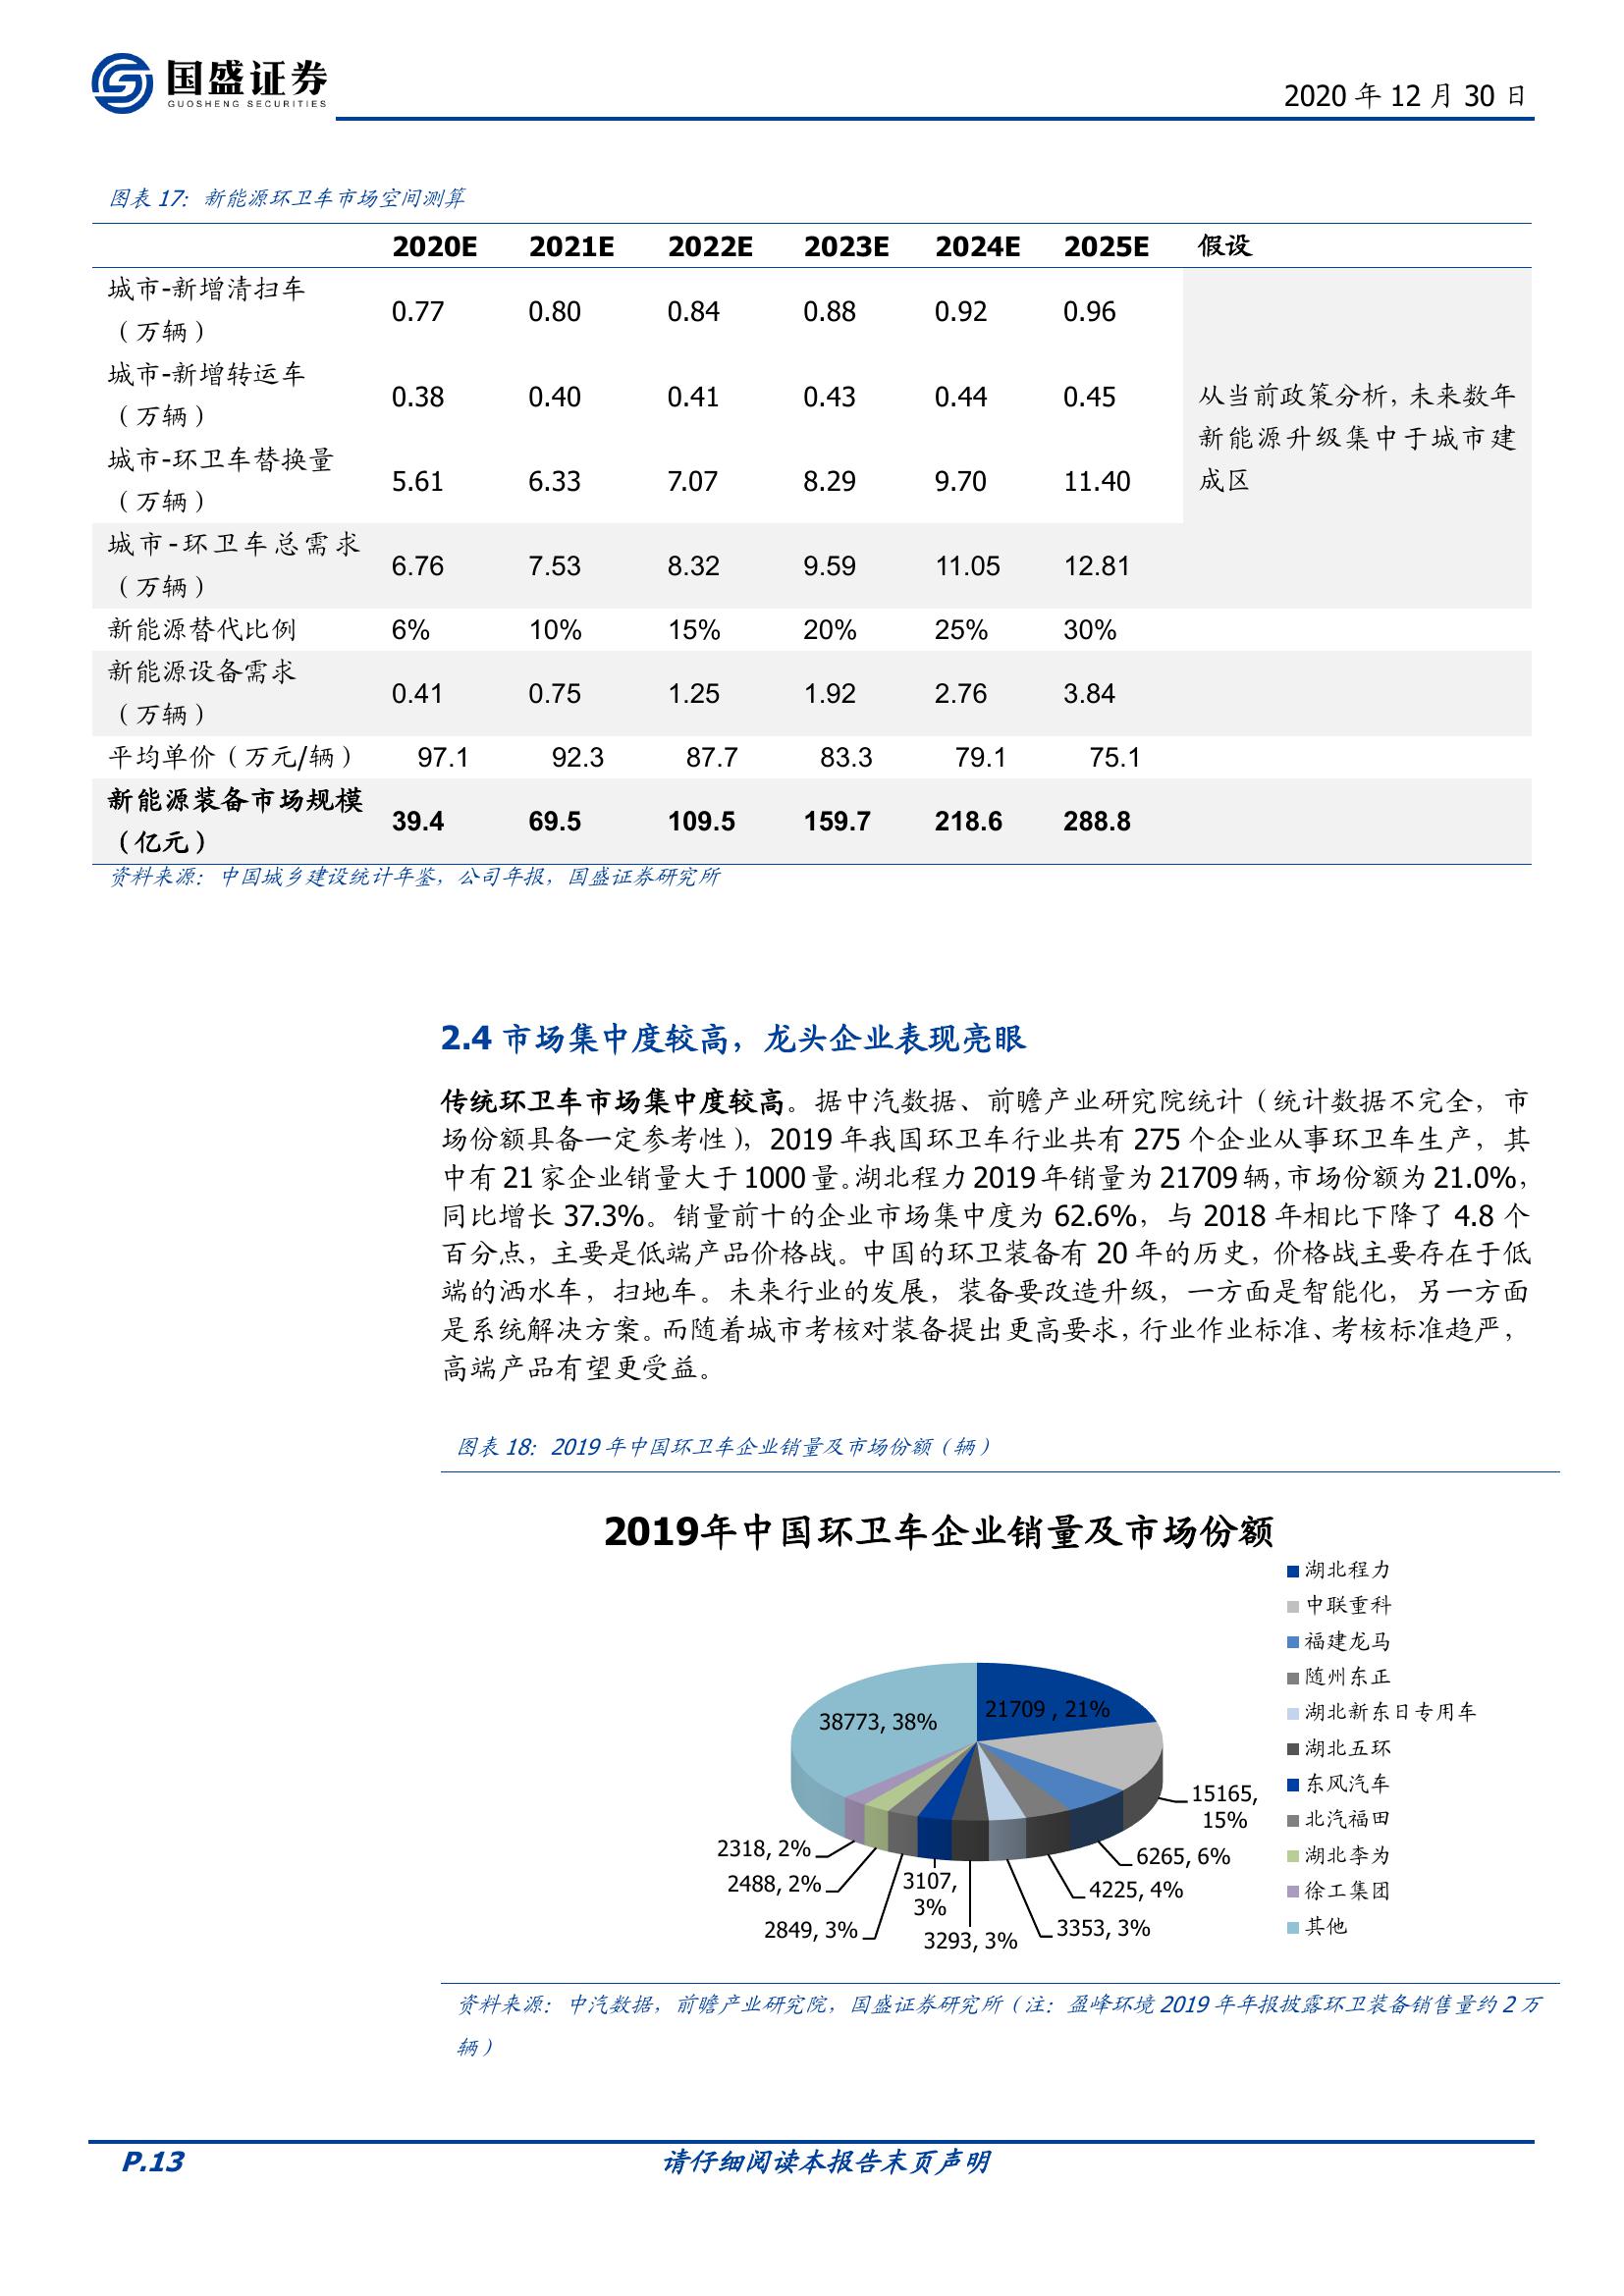 国盛证券
GUOSHENG SECURITIES
2020 年 12 月 30 日
图表 17：新能源环卫车市场空间测算
2020E 2021E 2022E 2023E 2024E 2025E 假设
城市-新增清扫车
（万辆）
0.77 0.80 0.84 0.88 0.92 0.96
城市-新增转运车
（万辆）
0.38 0.40 0.41 0.43 0.44 0.45
城市-环卫车替换量
（万辆）
5.61 6.33 7.07 8.29 9.70 11.40
从当前政策分析，未来数年
新能源升级集中于城市建
成区
城市-环卫车总需求
（万辆）
6.76 7.53 8.32 9.59 11.05 12.81
新能源替代比例 6% 10% 15% 20% 25% 30%
新能源设备需求
（万辆）
0.41 0.75 1.25 1.92 2.76 3.84
平均单价（万元/辆） 97.1 92.3 87.7 83.3 79.1 75.1
新能源装备市场规模
（亿元）
39.4 69.5 109.5 159.7 218.6 288.8
资料来源：中国城乡建设统计年鉴，公司年报，国盛证券研究所
2.4 市场集中度较高，龙头企业表现亮眼
传统环卫车市场集中度较高。据中汽数据、前瞻产业研究院统计（统计数据不完全，市
场份额具备一定参考性），2019 年我国环卫车行业共有 275 个企业从事环卫车生产，其
中有 21 家企业销量大于 1000 量。湖北程力 2019 年销量为 21709 辆，市场份额为 21.0%，
同比增长 37.3%。销量前十的企业市场集中度为 62.6%，与 2018 年相比下降了 4.8 个
百分点，主要是低端产品价格战。中国的环卫装备有 20 年的历史，价格战主要存在于低
端的洒水车，扫地车。未来行业的发展，装备要改造升级，一方面是智能化，另一方面
是系统解决方案。而随着城市考核对装备提出更高要求，行业作业标准、考核标准趋严，
高端产品有望更受益。
图表 18：2019 年中国环卫车企业销量及市场份额（辆）
2019年中国环卫车企业销量及市场份额
湖北程力
中联重科
福建龙马
随州东正
湖北新东日专用车
湖北五环
东风汽车
北汽福田
湖北李为
徐工集团
其他
21709 , 21%
15165,
15%
6265, 6%
4225, 4%
3353, 3%
3293, 3%
3107,
3%
2849, 3%
2488, 2%
2318, 2%
38773, 38%
资料来源：中汽数据，前瞻产业研究院，国盛证券研究所（注：盈峰环境 2019 年年报披露环卫装备销售量约 2 万
辆）
P.13 请仔细阅读本报告末页声明